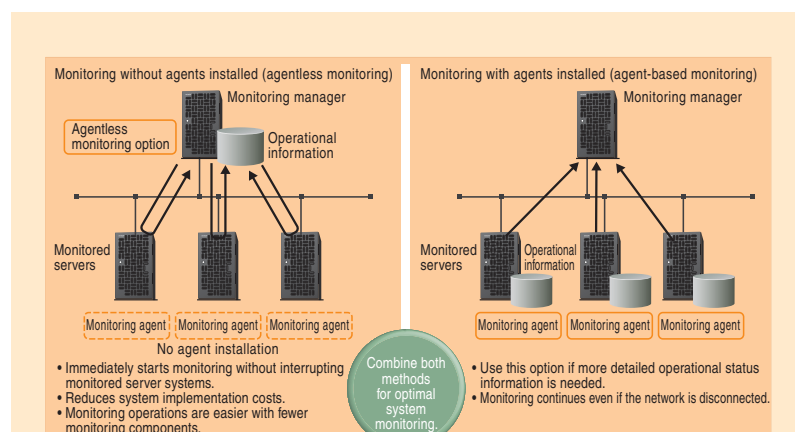 Monitoring without agents installed (agentless monitoring)
Monitoring manager
Agentless
monitoring option
Operational
information
Monitored
servers
Monitoring agent
Monitoring agent
Monitoring agent
No agent installation
• Immediately starts monitoring without interrupting
monitored server systems.
• Reduces system implementation costs.
• Monitoring operations are easier with fewer
monitoring components.
Combine both
methods
for optimal
system
monitoring.
Monitoring with agents installed (agent-based monitoring)
Monitoring manager
Monitored
servers
Operational
information
Monitoring agent
Monitoring agent
Monitoring agent
• Use this option if more detailed operational status
information is needed.
• Monitoring continues even if the network is disconnected.